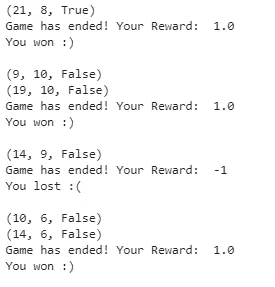 (21, 8, True)
Game has ended! Your Reward:  1.0
You won :)
(9, 10, False)
(19, 10, False)
Game has ended! Your Reward:  1.0
You won :)
(14, 9, False)
Game has ended! Your Reward:  -1
You lost :(
(10, 6, False)
(14, 6, False)
Game has ended! Your Reward:  1.0
You won :)